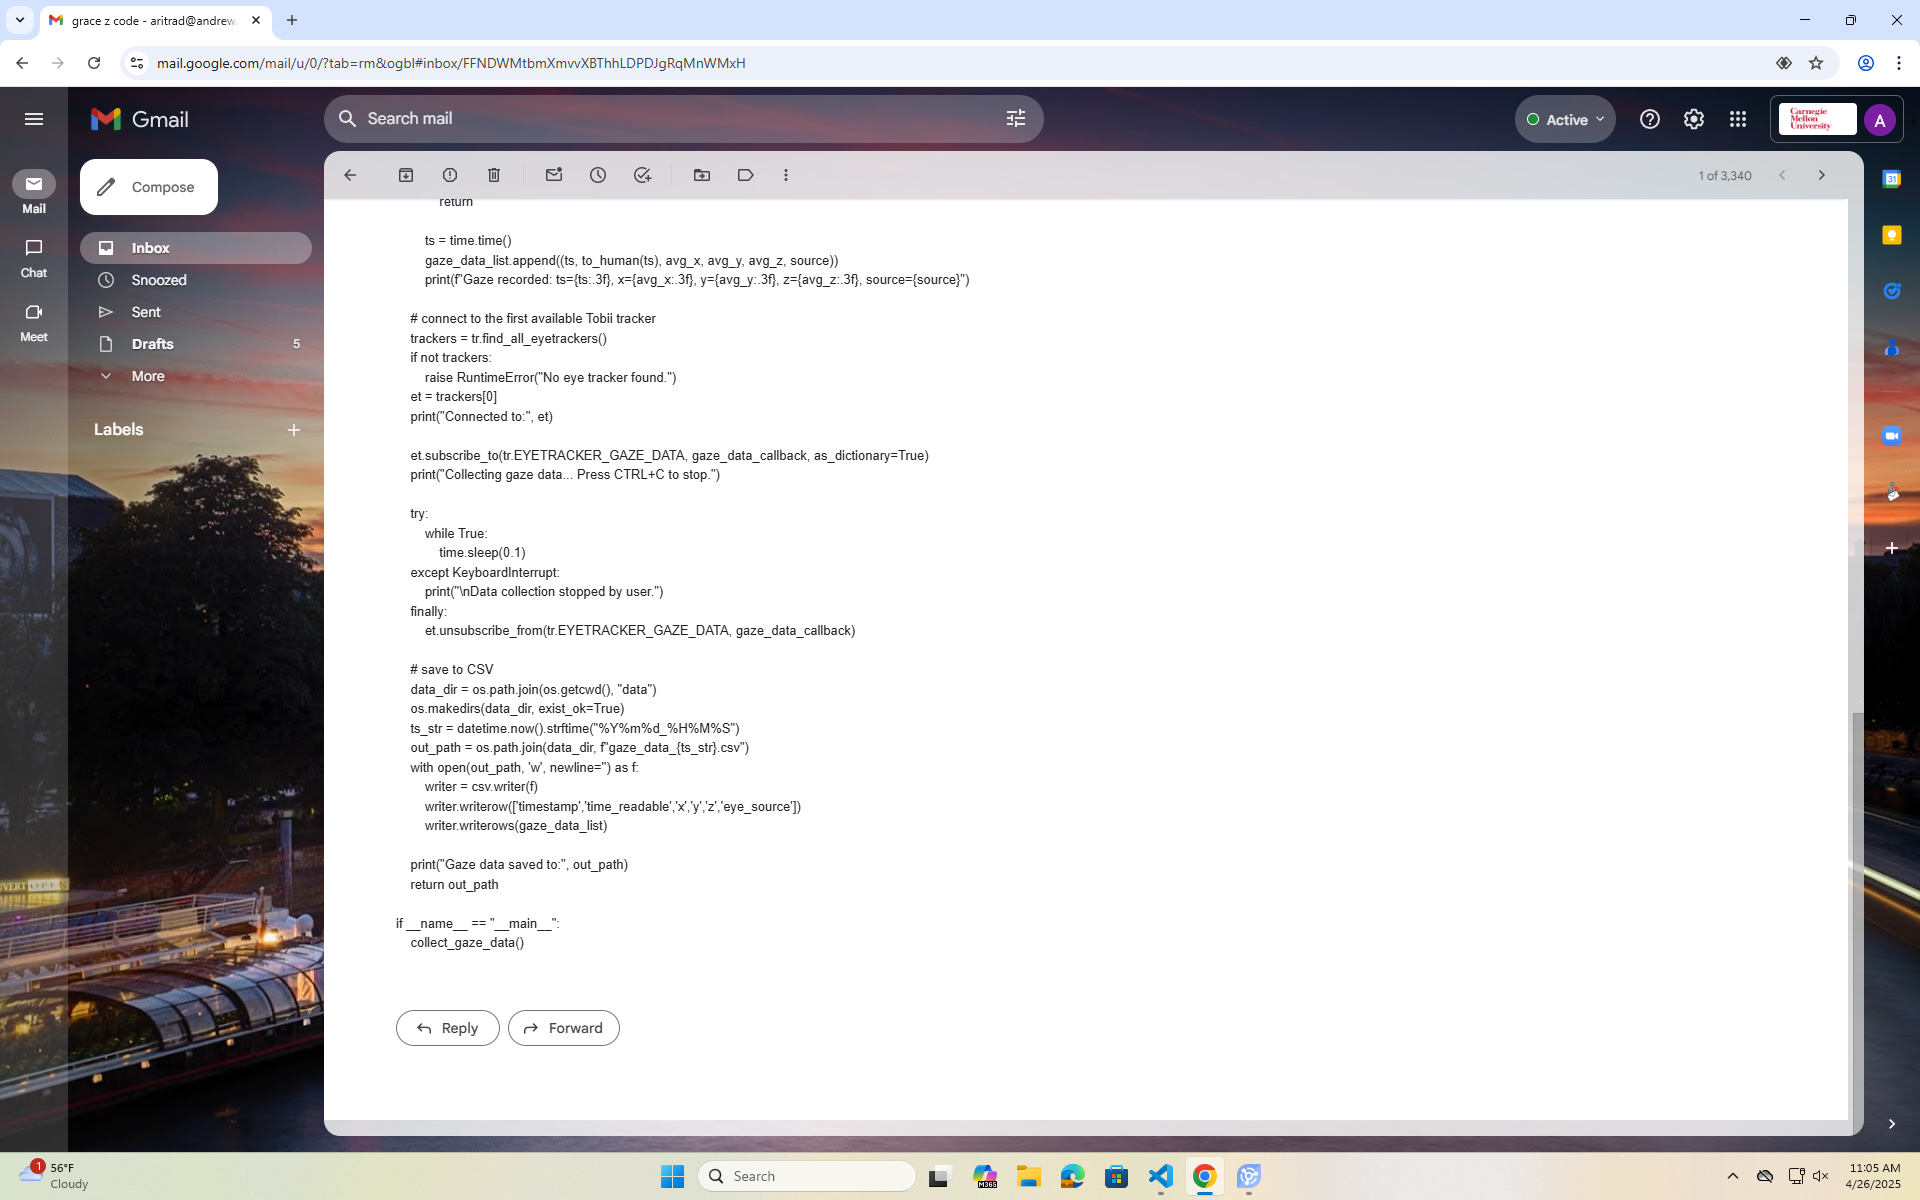 grace z code - aritrad@andrew.
mail.google.com/mail/u/0/?tab=rm&ogbl#inbox/FFNDWMtbmXmvvXBThhLDPDJgRqMnWMxH
Gmail
Search mail
Active
Carnegie
Mellon
University
A
Compose
1 of 3,340
Mail
Chat
Meet
Inbox
Snoozed
Sent
Drafts 5
More
Labels
31
return
ts = time.time()
gaze_data_list.append((ts, to_human(ts), avg_x, avg_y, avg_z, source))
print(f"Gaze recorded: ts={ts:.3f}, x={avg_x:.3f}, y={avg_y:.3f}, z={avg_z:.3f}, source={source}")
# connect to the first available Tobii tracker
trackers = tr.find_all_eyetrackers()
if not trackers:
raise RuntimeError("No eye tracker found.")
et = trackers[0]
print("Connected to:", et)
et.subscribe_to(tr.EYETRACKER_GAZE_DATA, gaze_data_callback, as_dictionary=True)
print("Collecting gaze data... Press CTRL+C to stop.")
try:
while True:
time.sleep(0.1)
except KeyboardInterrupt:
print("\nData collection stopped by user.")
finally:
et.unsubscribe_from(tr.EYETRACKER_GAZE_DATA, gaze_data_callback)
# save to CSV
data_dir = os.path.join(os.getcwd(), "data")
os.makedirs(data_dir, exist_ok=True)
ts_str = datetime.now().strftime("%Y%m%d_%H%M%S")
out_path = os.path.join(data_dir, f"gaze_data_{ts_str}.csv")
with open(out_path, 'w', newline='') as f:
writer = csv.writer(f)
writer.writerow(['timestamp','time_readable','x','y','z','eye_source'])
writer.writerows(gaze_data_list)
print("Gaze data saved to:", out_path)
return out_path
if __name__ == "__main__":
collect_gaze_data()
Reply
Forward
1
56°F
Cloudy
Search
M365
11:05 AM
4/26/2025